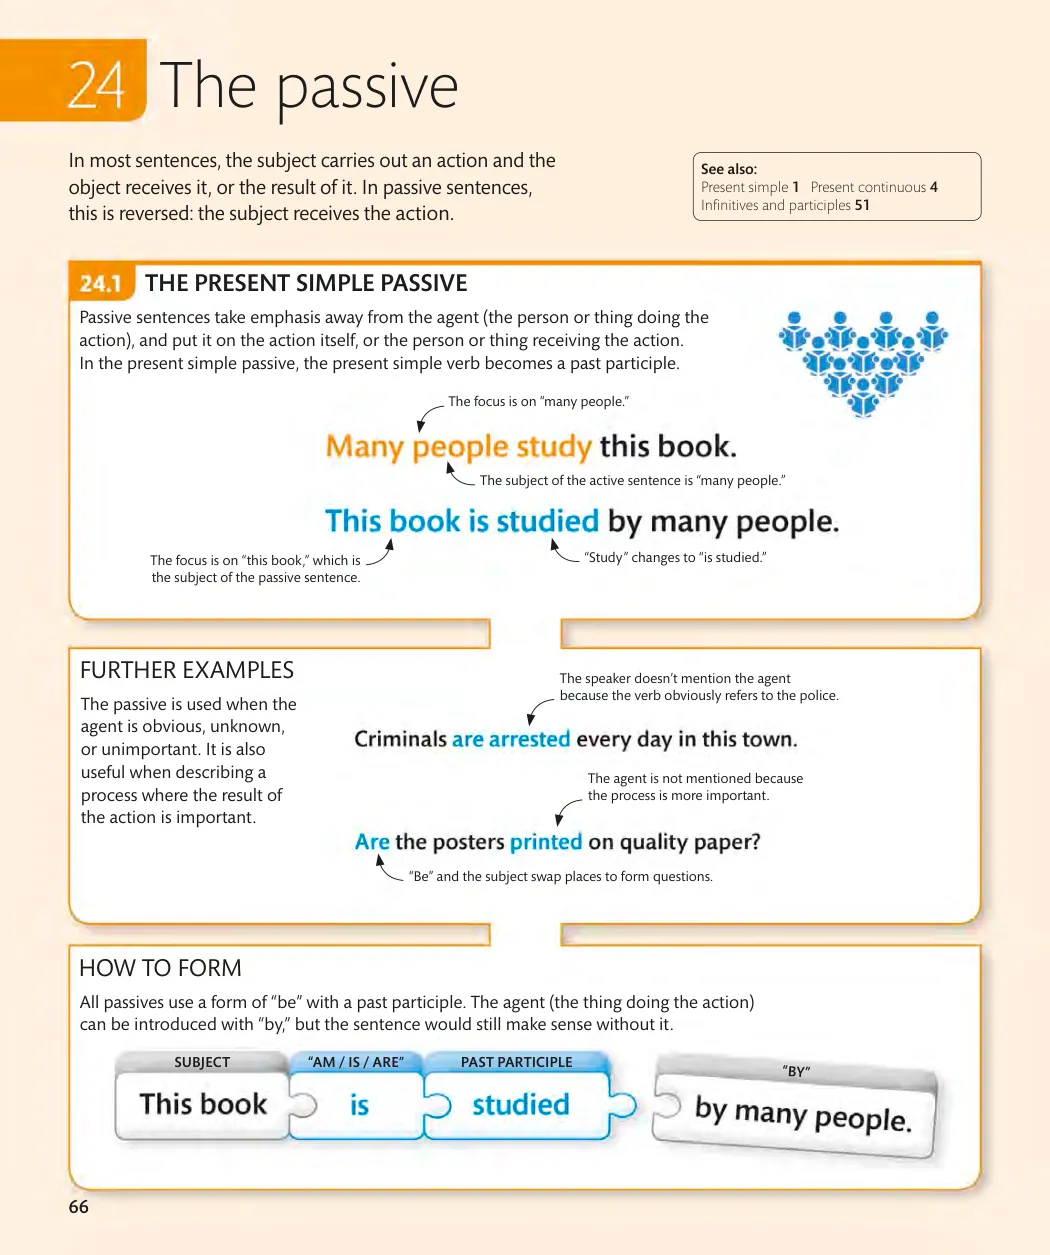 24 The passive
In most sentences, the subject carries out an action and the
object receives it, or the result of it. In passive sentences,
this is reversed: the subject receives the action.
See also:
Present simple 1 Present continuous 4
Infinitives and participles 51
24.1 THE PRESENT SIMPLE PASSIVE
Passive sentences take emphasis away from the agent (the person or thing doing the
action), and put it on the action itself, or the person or thing receiving the action.
In the present simple passive, the present simple verb becomes a past participle.
The focus is on “many people.”
Many people study this book.
The subject of the active sentence is “many people.”
This book is studied by many people.
The focus is on “this book,” which is
the subject of the passive sentence.
“Study” changes to “is studied.”
FURTHER EXAMPLES
The passive is used when the
agent is obvious, unknown,
or unimportant. It is also
useful when describing a
process where the result of
the action is important.
The speaker doesn’t mention the agent
because the verb obviously refers to the police.
Criminals are arrested every day in this town.
The agent is not mentioned because
the process is more important.
Are the posters printed on quality paper?
“Be” and the subject swap places to form questions.
HOW TO FORM
All passives use a form of “be” with a past participle. The agent (the thing doing the action)
can be introduced with “by,” but the sentence would still make sense without it.
SUBJECT “AM / IS / ARE” PAST PARTICIPLE “BY”
This book is studied by many people.
66